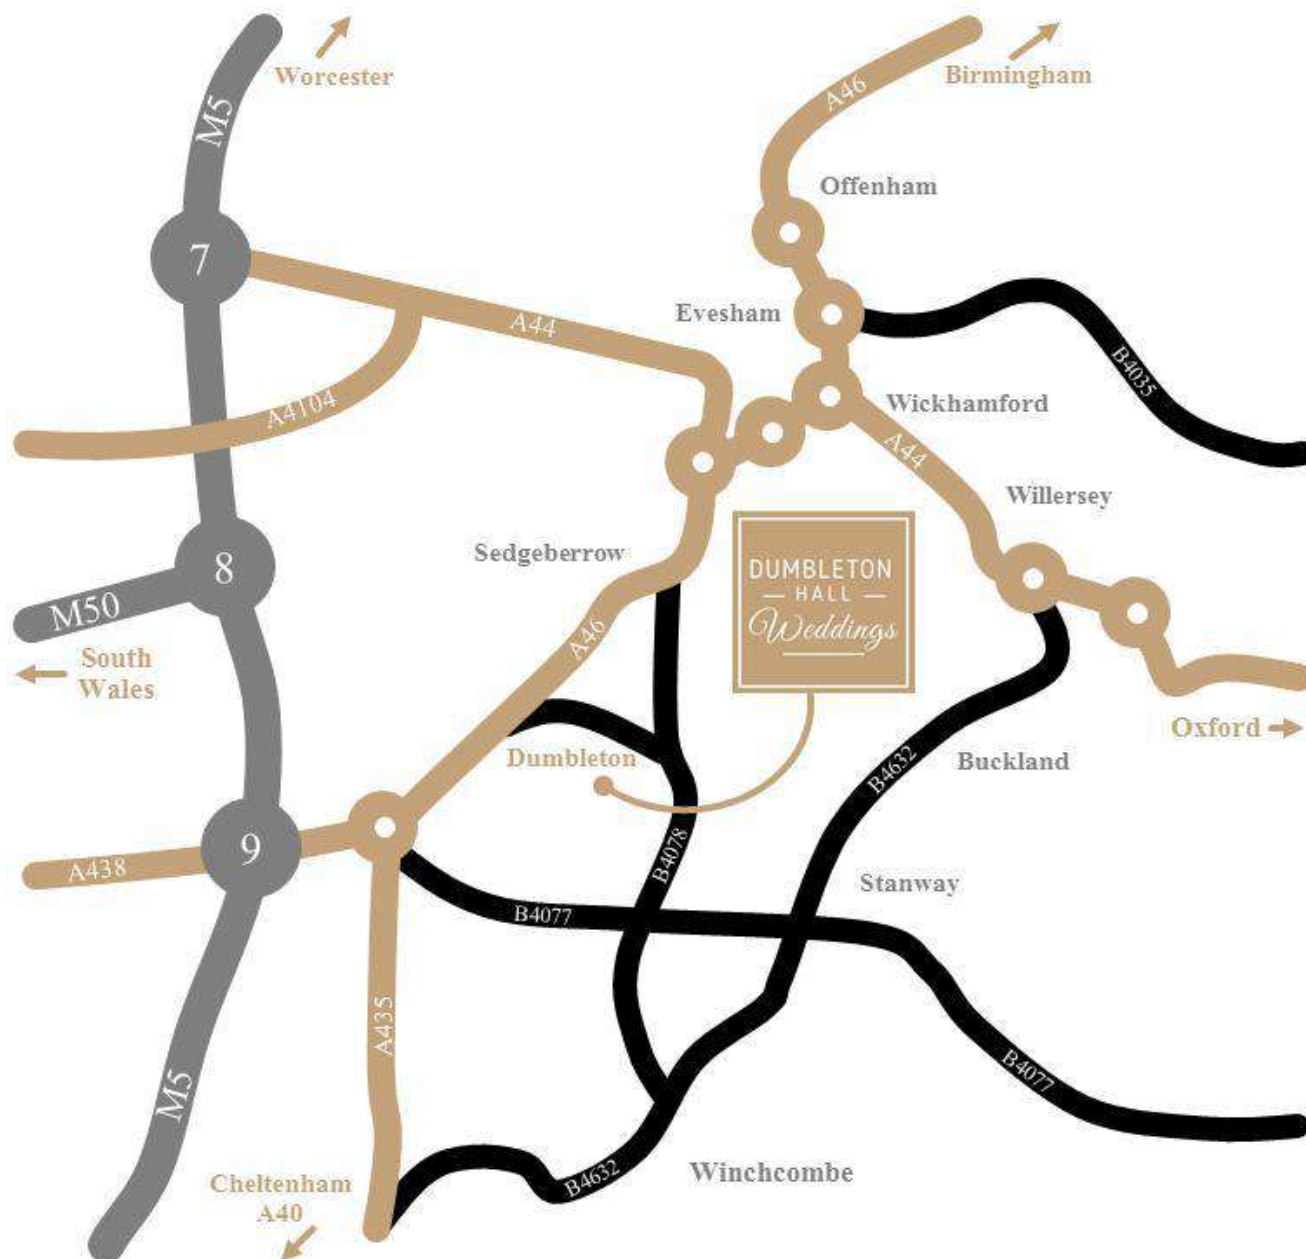 Worcester
Birmingham
M5
A46
Offenham
7
Evesham
A44
B4035
A4104
Wickhamford
A44
Willersey
Sedgeberrow
DUMBLETON
HALL
Weddings
8
M50
A46
South
Wales
Oxford
Dumbleton
Buckland
B4632
9
A438
B4078
Stanway
B4077
A435
B4077
M5
Cheltenham
A40
B4632
Winchcombe